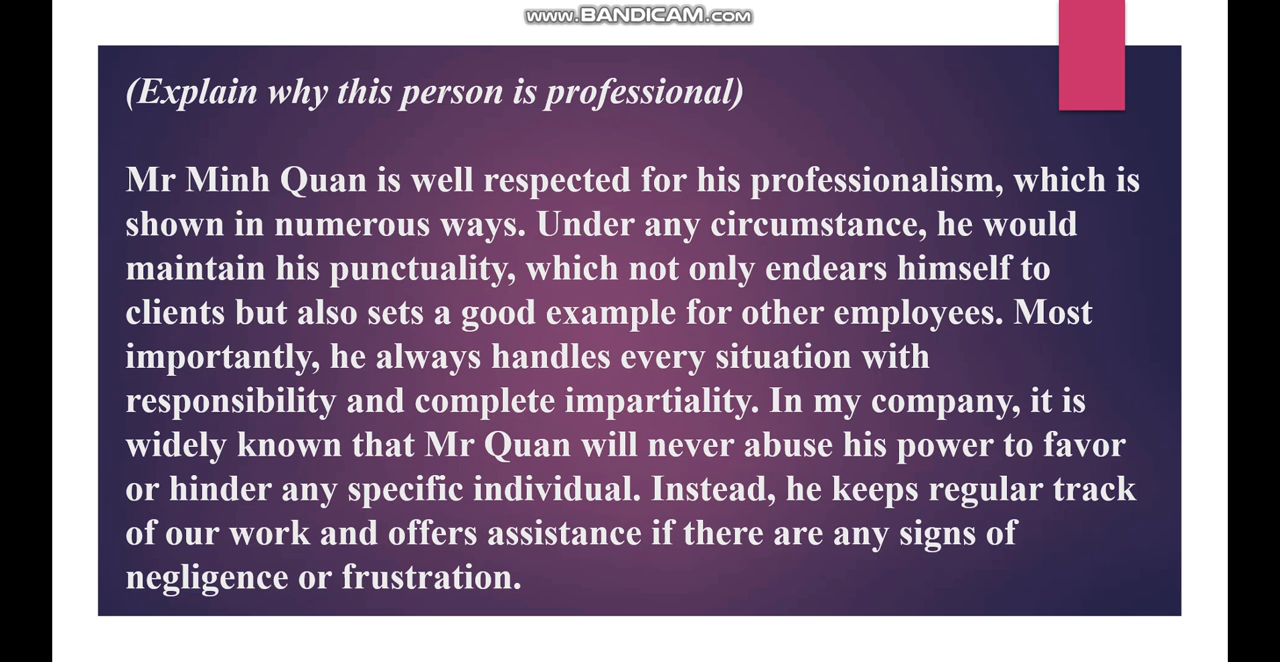 www.BANDICAM.com
(Explain why this person is professional)
Mr Minh Quan is well respected for his professionalism, which is
shown in numerous ways. Under any circumstance, he would
maintain his punctuality, which not only endears himself to
clients but also sets a good example for other employees. Most
importantly, he always handles every situation with
responsibility and complete impartiality. In my company, it is
widely known that Mr Quan will never abuse his power to favor
or hinder any specific individual. Instead, he keeps regular track
of our work and offers assistance if there are any signs of
negligence or frustration.